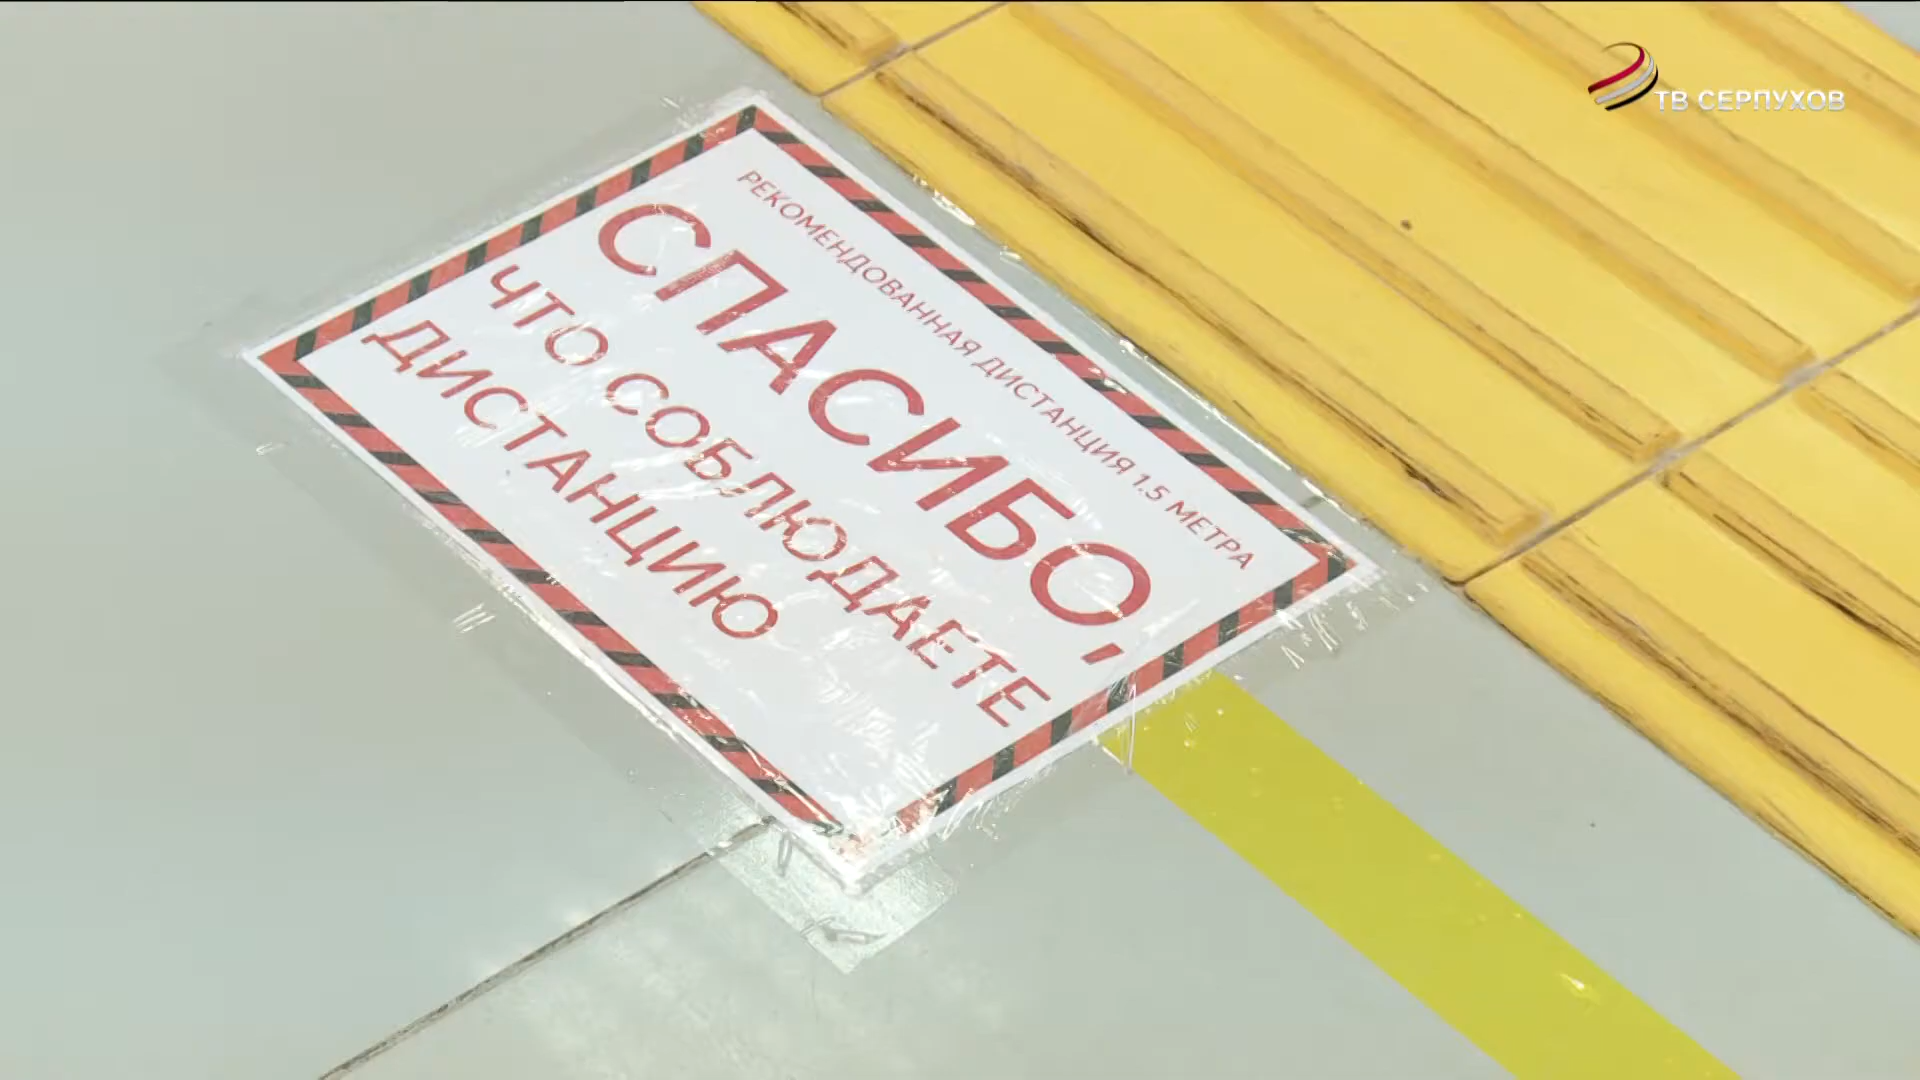 ТВ СЕРПУХОВ
РЕКОМЕНДОВАННАЯ ДИСТАНЦИЯ 1.5 МЕТРА
СПАСИБО,
ЧТО СОБЛЮДАЕТЕ
ДИСТАНЦИЮ